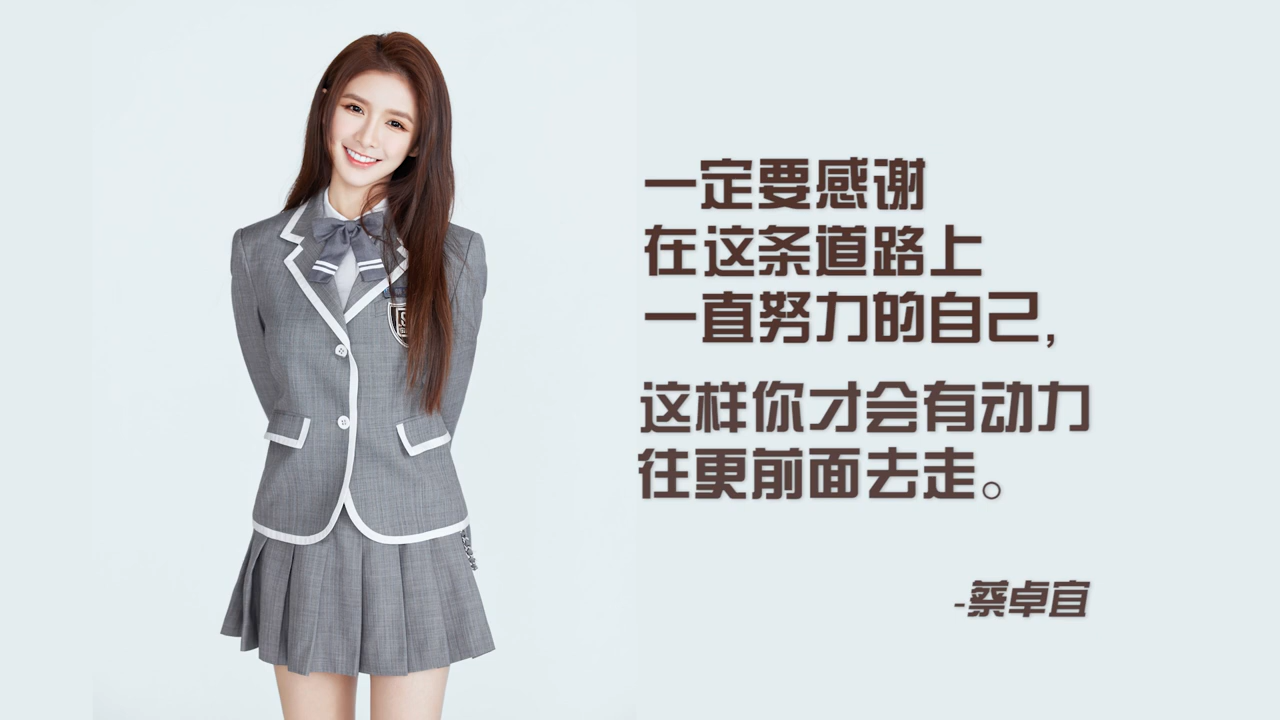 一定要感谢
在这条道路上
一直努力的自己,
这样你才会有动力
往更前面去走。
-蔡卓宜